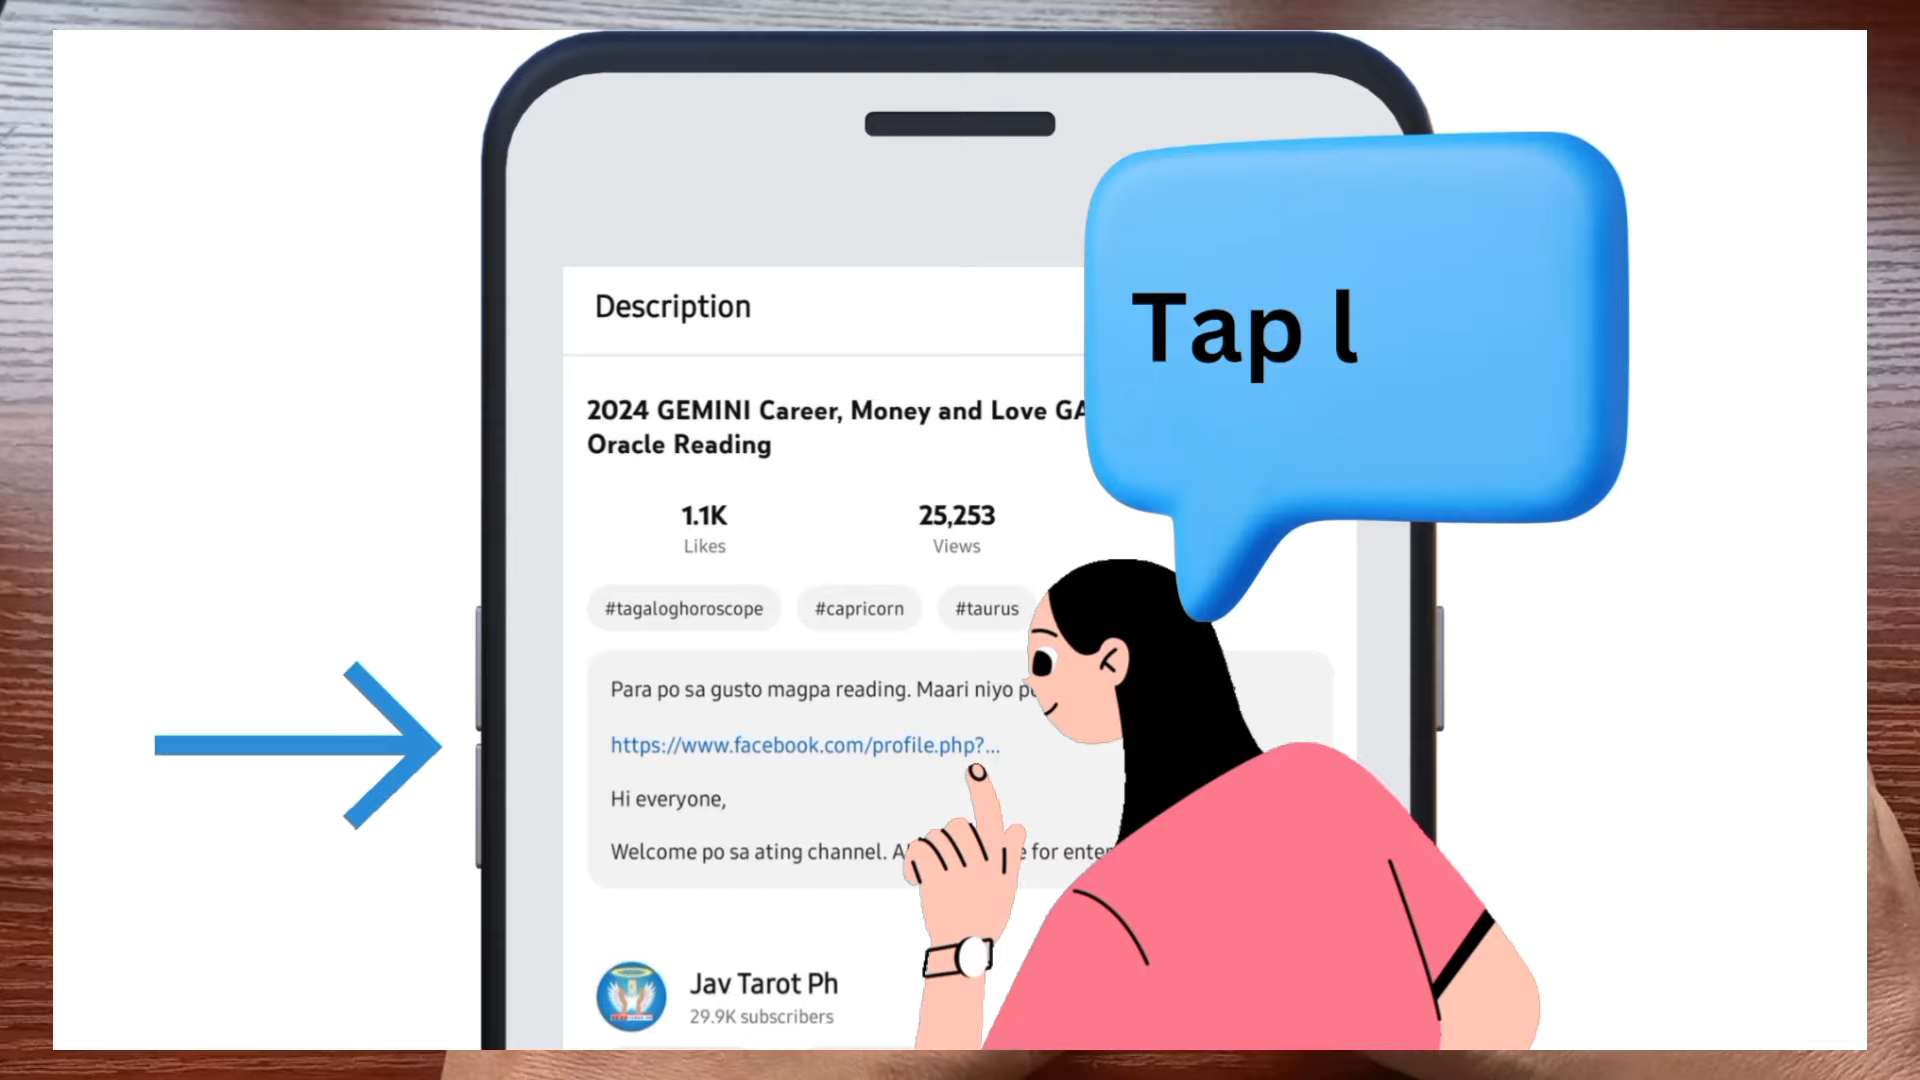 Tap l
Description
2024 GEMINI Career, Money and Love GA
Oracle Reading
1.1K
Likes
25,253
Views
#tagaloghoroscope
#capricorn
#taurus
Para po sa gusto magpa reading. Maari niyo
https://www.facebook.com/profile.php?...
Hi everyone,
Welcome po sa ating channel. for
Jav Tarot Ph
29.9K subscribers